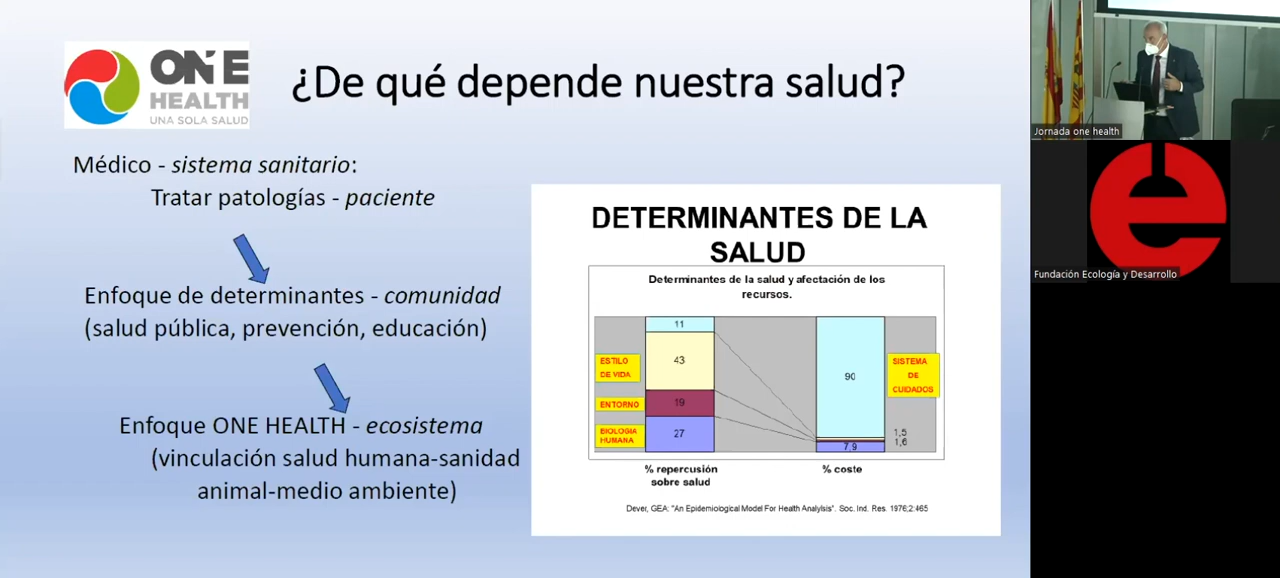 ONE
HEALTH
UNA SOLA SALUD
¿De qué depende nuestra salud?
Médico - sistema sanitario:
Tratar patologías - paciente
Enfoque de determinantes - comunidad
(salud pública, prevención, educación)
Enfoque ONE HEALTH - ecosistema
(vinculación salud humana-sanidad
animal-medio ambiente)
DETERMINANTES DE LA
SALUD
Determinantes de la salud y afectación de los
recursos.
11
43
19
27
ESTILO
DE VIDA
ENTORNO
BIOLOGIA
HUMANA
90
1,5
1,6
7,9
SISTEMA
DE
CUIDADOS
% repercusión
sobre salud
% coste
Dever, GEA: "An Epidemiological Model For Health Analylsis". Soc. Ind. Res. 1976;2:465
Jornada one health
e
Fundación Ecología y Desarrollo